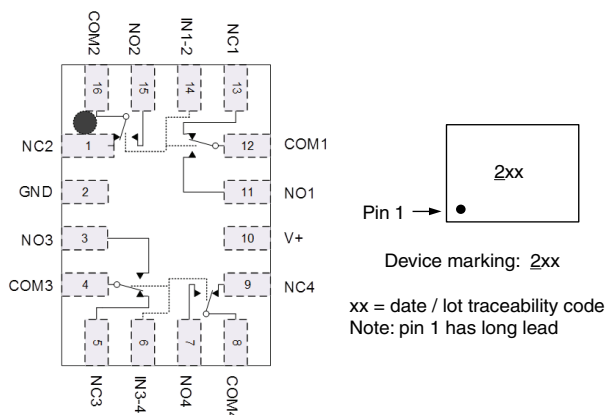 COM2
NO2
IN1-2
NC1
16
15
14
13
NC2
1
12
COM1
GND
2
11
NO1
NO3
3
10
V+
COM3
4
9
NC4
5
6
7
8
NC3
IN3-4
NO4
COM4
2xx
Pin 1
Device marking: 2xx
xx = date / lot traceability code
Note: pin 1 has long lead